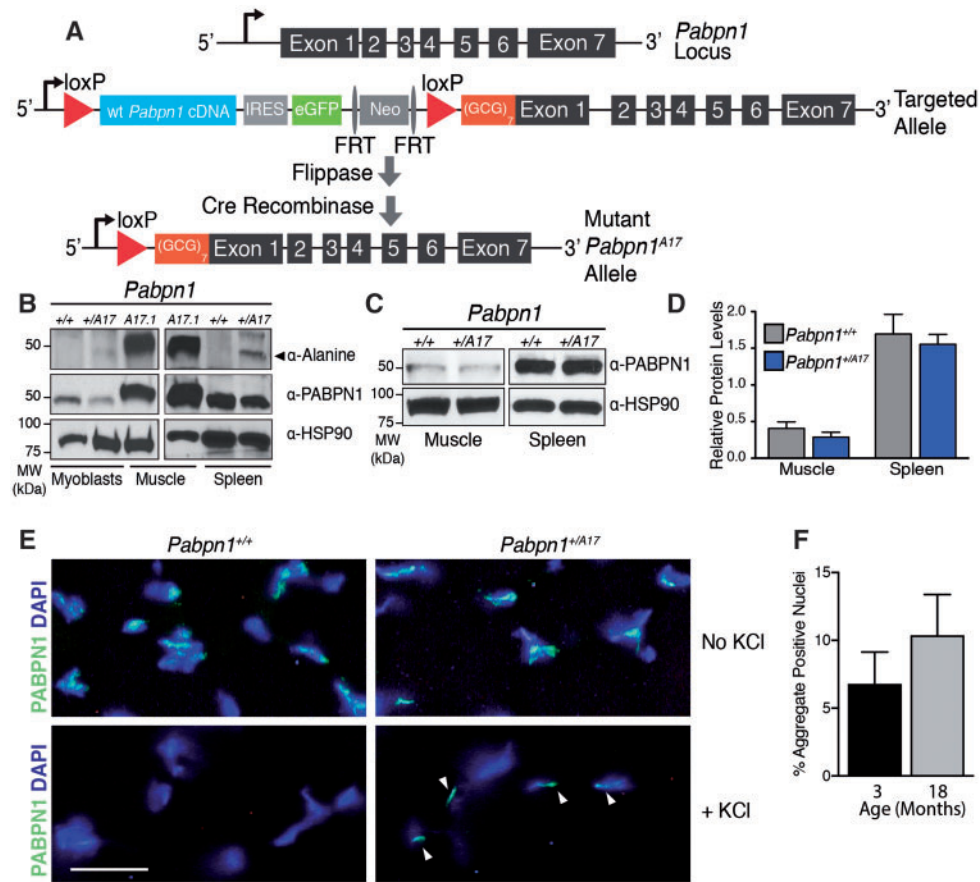 A
5' Exon 1 2 3 4 5 6 Exon 7 3' Pabpn1
Locus
loxP loxP
5' wt Pabpn1 cDNA IRES eGFP Neo (GCG)7 Exon 1 2 3 4 5 6 Exon 7 3' Targeted
Allele
FRT FRT
Flippase
Cre Recombinase
loxP
Mutant
5' (GCG)7 Exon 1 2 3 4 5 6 Exon 7 3' Pabpn1A17
Allele
B
Pabpn1
+/+ +/A17 A17.1 A17.1 +/+ +/A17
50 α-Alanine
50 α-PABPN1
100 α-HSP90
75
MW
(kDa)
Myoblasts Muscle Spleen
C
Pabpn1
+/+ +/A17 +/+ +/A17
50 α-PABPN1
100 α-HSP90
75
MW
(kDa)
Muscle Spleen
D
Relative Protein Levels
2.0
1.5
1.0
0.5
0.0
Pabpn1+/+
Pabpn1+/A17
Muscle Spleen
E
Pabpn1+/+ Pabpn1+/A17
PABPN1 DAPI
No KCl
PABPN1 DAPI
+ KCl
F
% Aggregate Positive Nuclei
15
10
5
0
3 18
Age (Months)